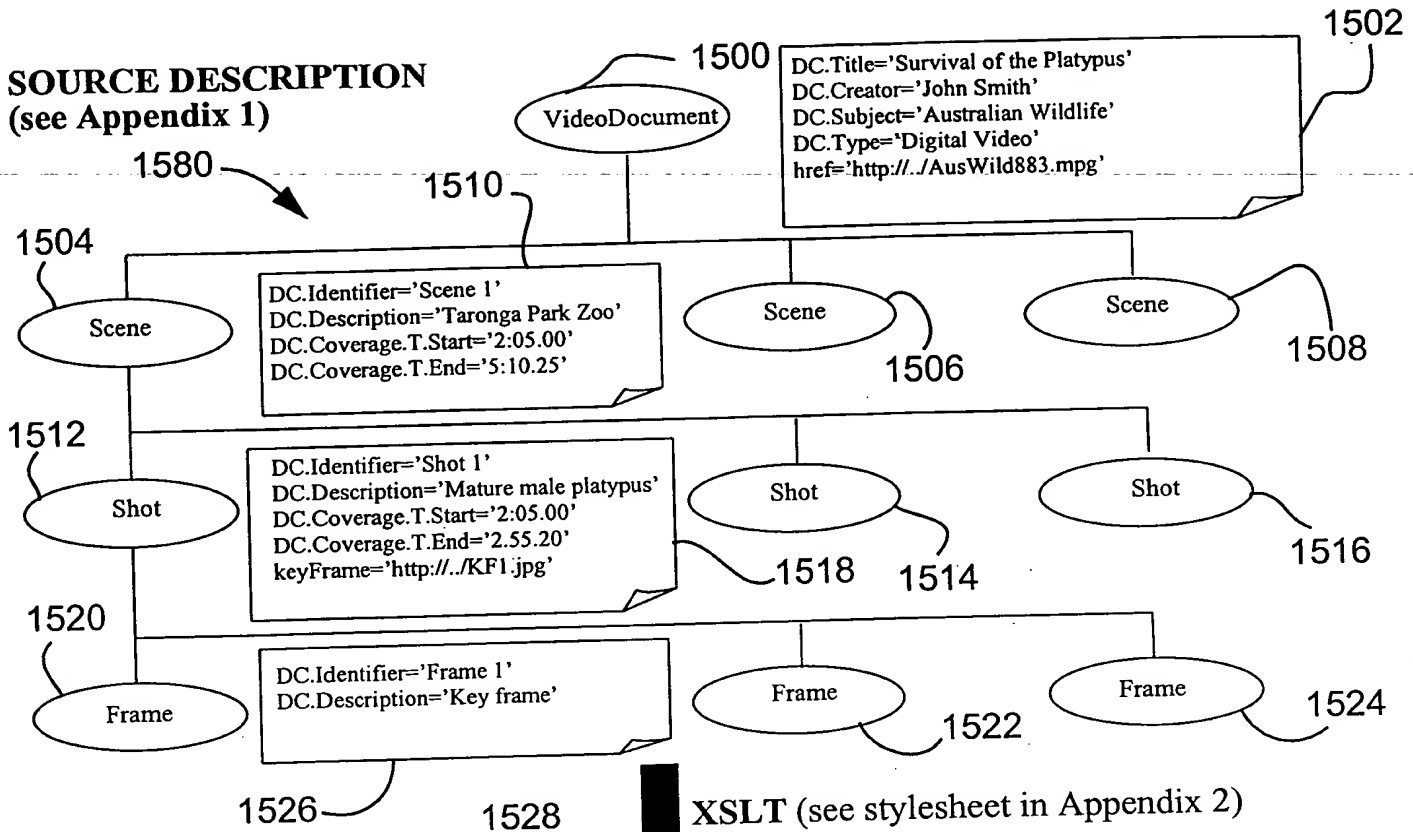 SOURCE DESCRIPTION
(see Appendix 1)
1500
1502
VideoDocument
DC.Title='Survival of the Platypus'
DC.Creator='John Smith'
DC.Subject='Australian Wildlife'
DC.Type='Digital Video'
href='http://../AusWild883.mpg'
1580
1510
1504
Scene
DC.Identifier='Scene 1'
DC.Description='Taronga Park Zoo'
DC.Coverage.T.Start='2:05.00'
DC.Coverage.T.End='5:10.25'
Scene
1506
Scene
1508
1512
Shot
DC.Identifier='Shot 1'
DC.Description='Mature male platypus'
DC.Coverage.T.Start='2:05.00'
DC.Coverage.T.End='2.55.20'
keyFrame='http://../KF1.jpg'
1518
Shot
1514
Shot
1516
1520
Frame
DC.Identifier='Frame 1'
DC.Description='Key frame'
Frame
1522
Frame
1524
1526
1528
XSLT (see stylesheet in Appendix 2)